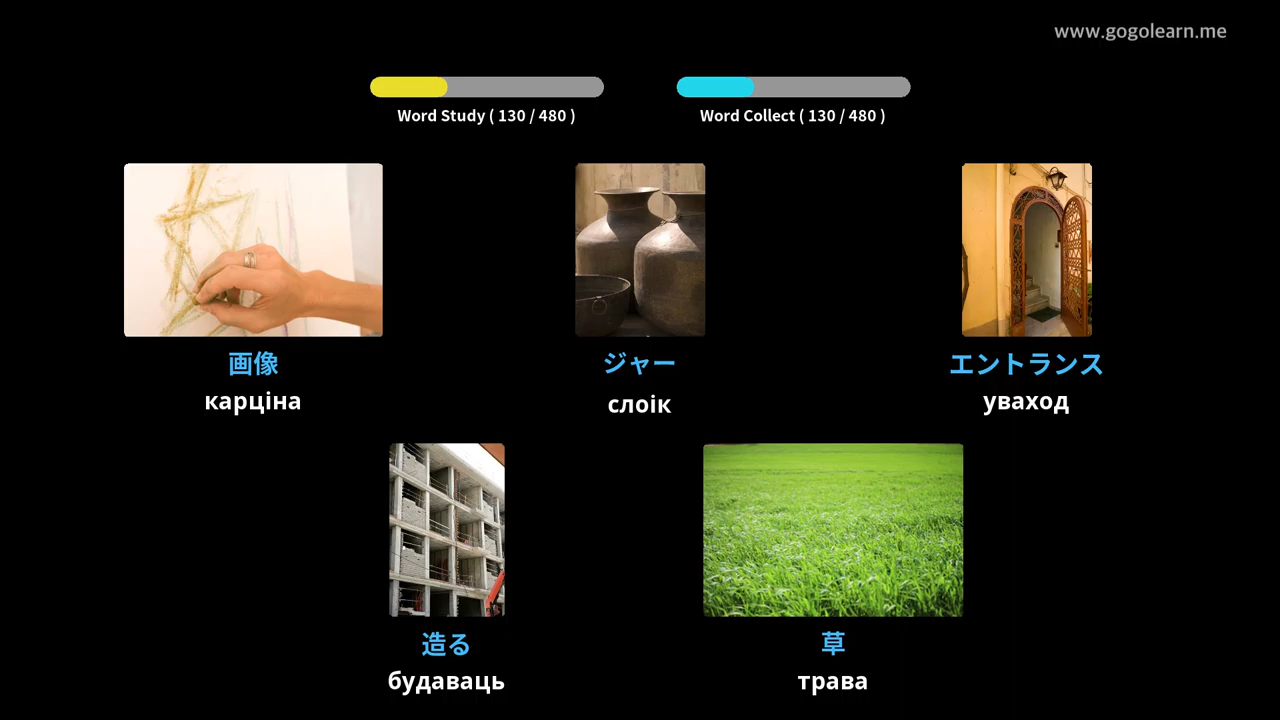 www.gogolearn.me
Word Study ( 130 / 480 )
Word Collect ( 130 / 480 )
画像
карціна
ジャー
слоік
エントランス
уваход
造る
будаваць
草
трава